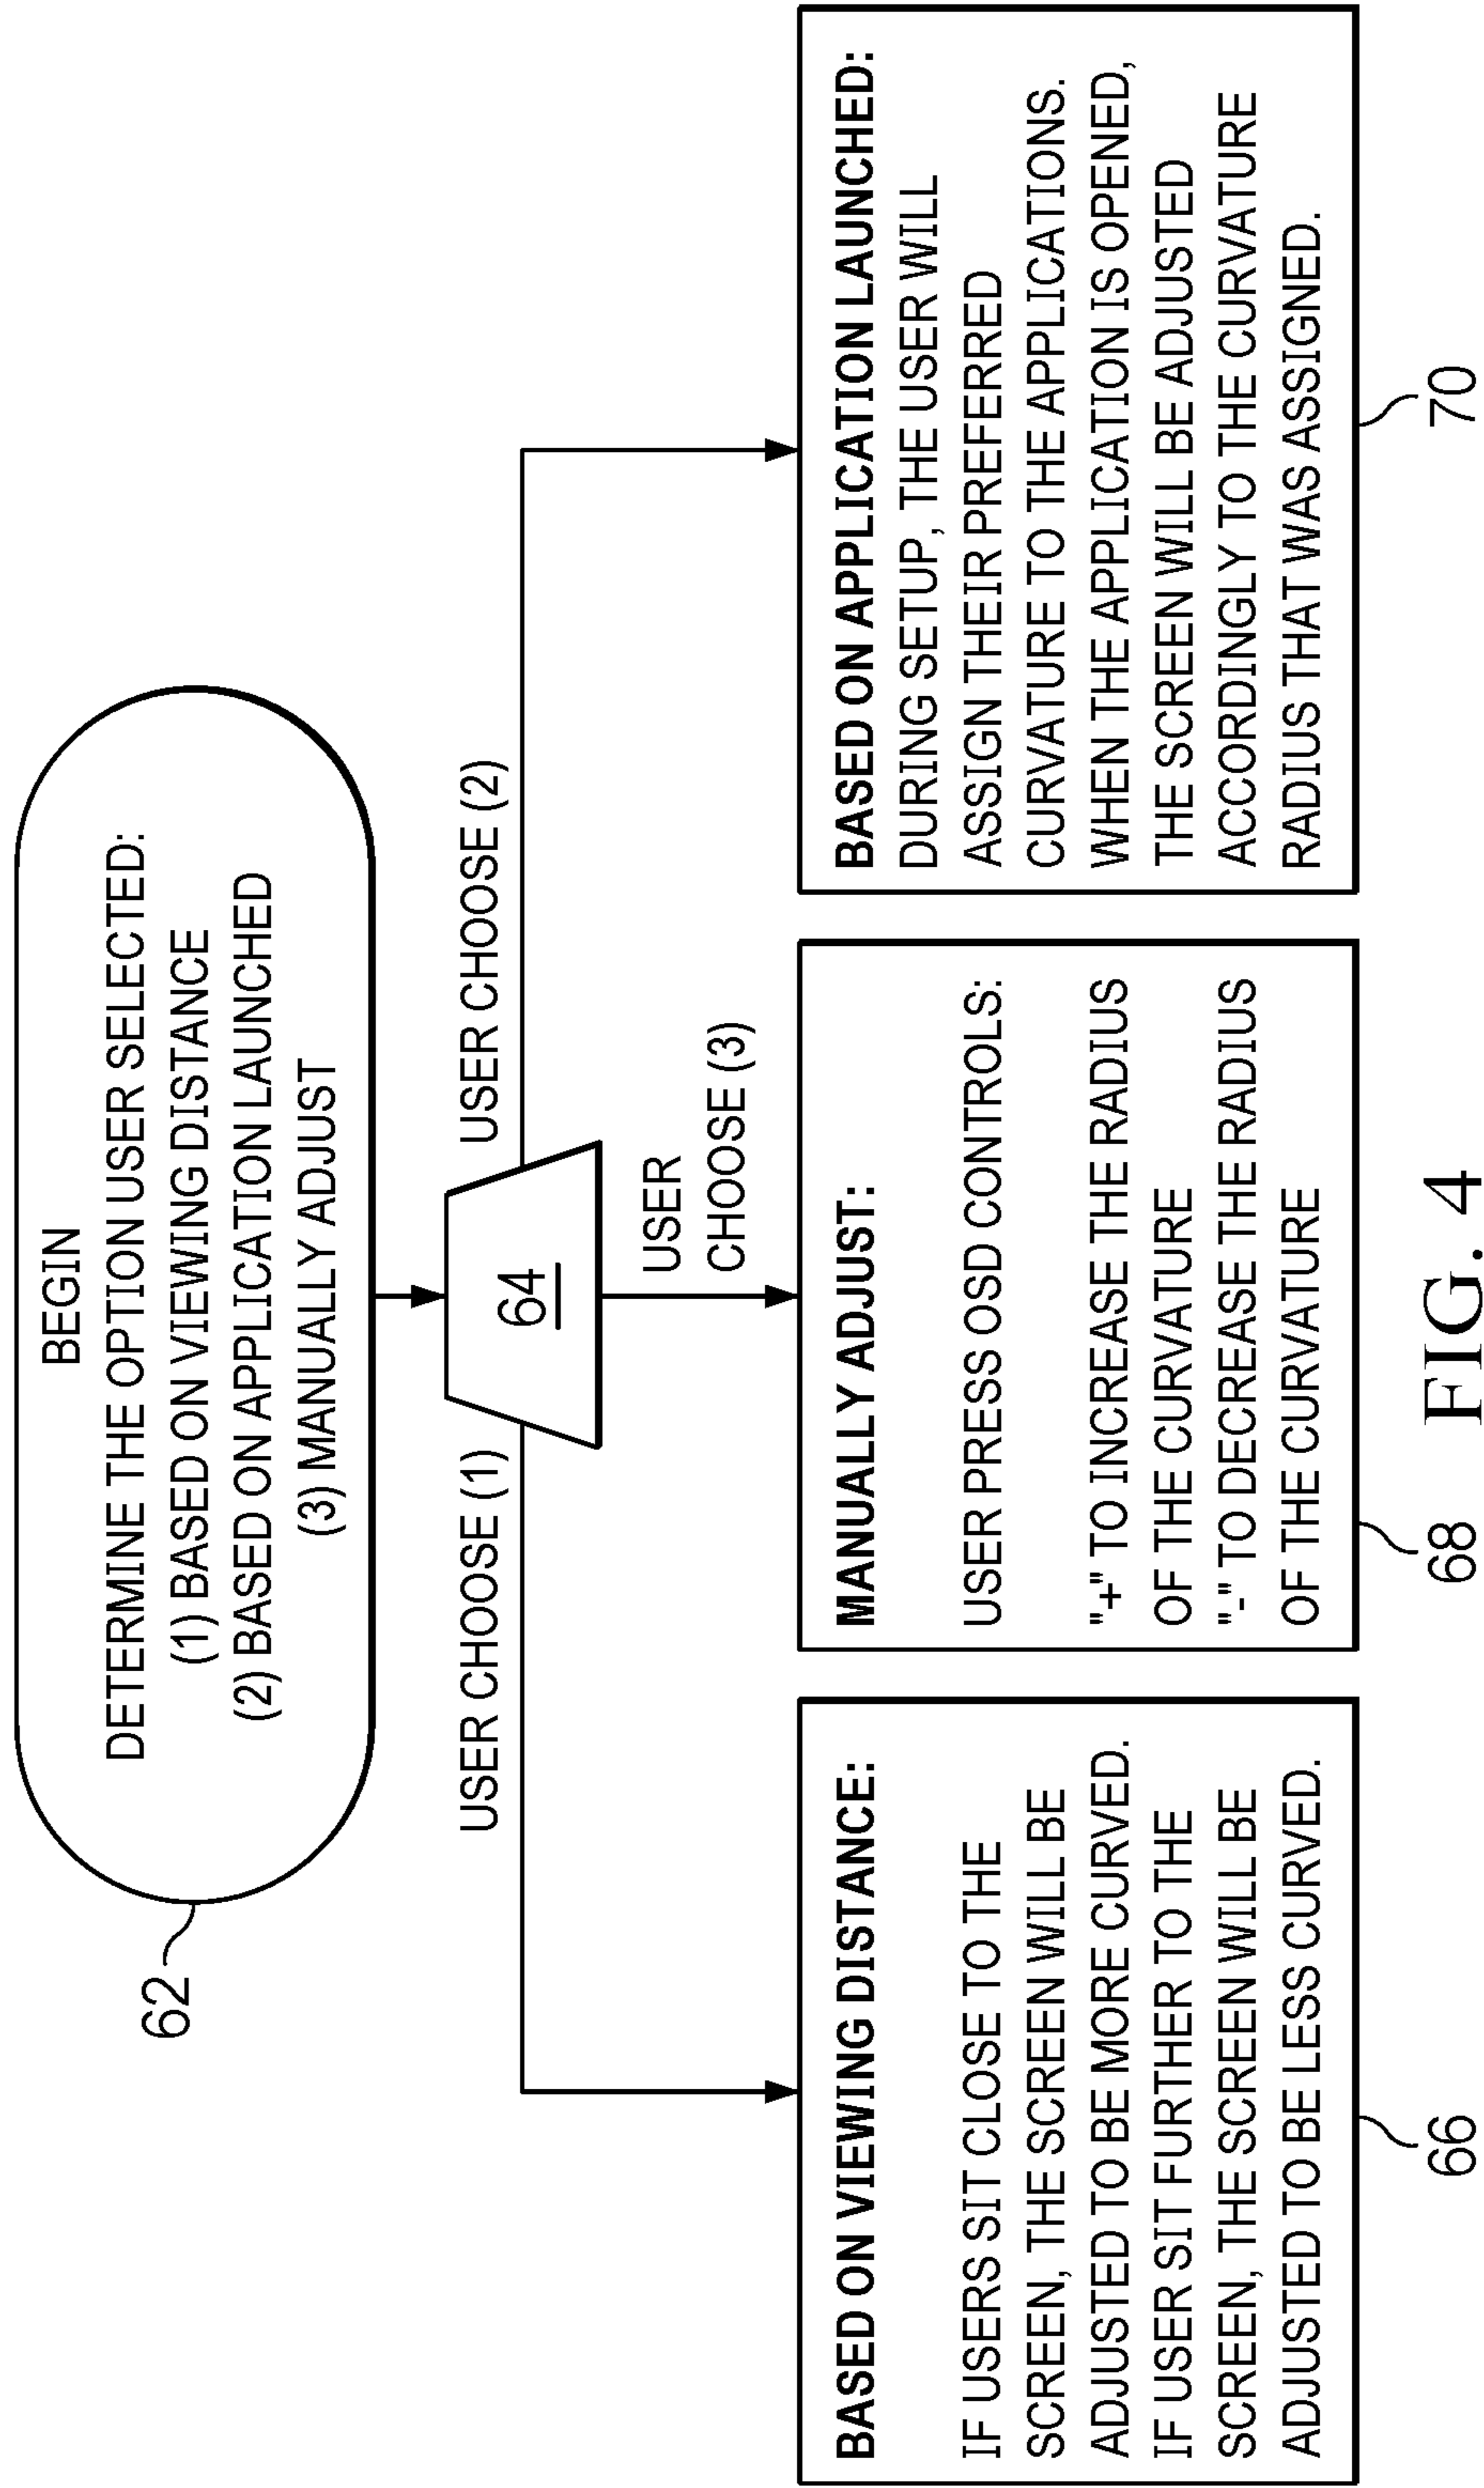 BEGIN
DETERMINE THE OPTION USER SELECTED:
(1) BASED ON VIEWING DISTANCE
(2) BASED ON APPLICATION LAUNCHED
(3) MANUALLY ADJUST
62
64
USER CHOOSE (1)
USER
CHOOSE (3)
USER CHOOSE (2)
BASED ON VIEWING DISTANCE:
IF USERS SIT CLOSE TO THE
SCREEN, THE SCREEN WILL BE
ADJUSTED TO BE MORE CURVED.
IF USER SIT FURTHER TO THE
SCREEN, THE SCREEN WILL BE
ADJUSTED TO BE LESS CURVED.
66
MANUALLY ADJUST:
USER PRESS OSD CONTROLS:
"+" TO INCREASE THE RADIUS
OF THE CURVATURE
"-" TO DECREASE THE RADIUS
OF THE CURVATURE
68
BASED ON APPLICATION LAUNCHED:
DURING SETUP, THE USER WILL
ASSIGN THEIR PREFERRED
CURVATURE TO THE APPLICATIONS.
WHEN THE APPLICATION IS OPENED,
THE SCREEN WILL BE ADJUSTED
ACCORDINGLY TO THE CURVATURE
RADIUS THAT WAS ASSIGNED.
70
FIG. 4